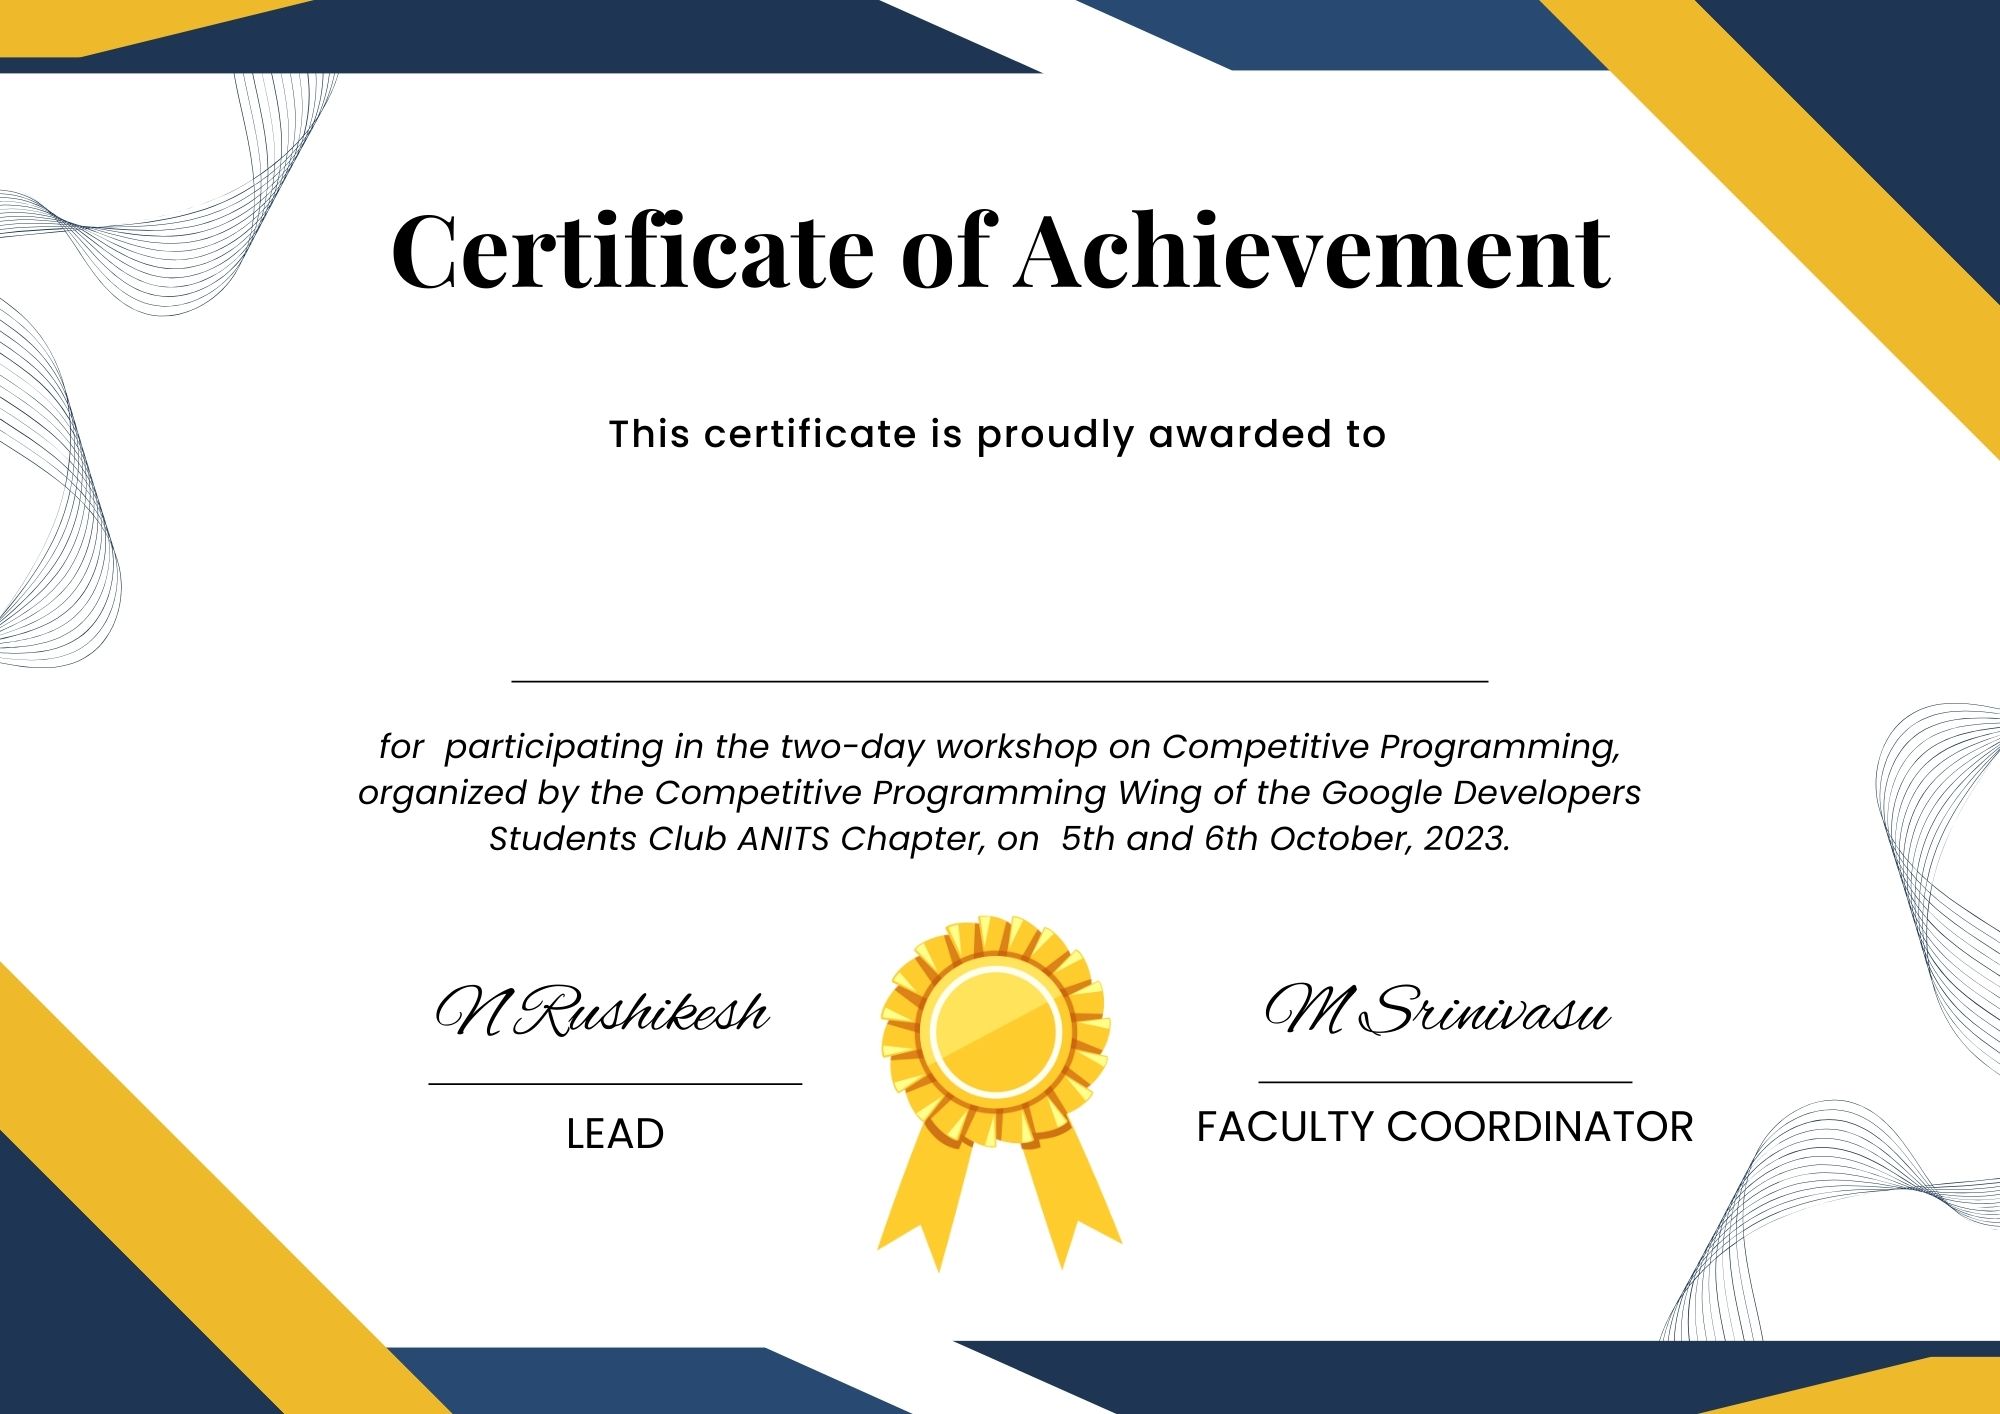 Certificate of Achievement
This certificate is proudly awarded to
for participating in the two-day workshop on Competitive Programming,
organized by the Competitive Programming Wing of the Google Developers
Students Club ANITS Chapter, on 5th and 6th October, 2023.
N Rushikesh
M Srinivasu
LEAD
FACULTY COORDINATOR